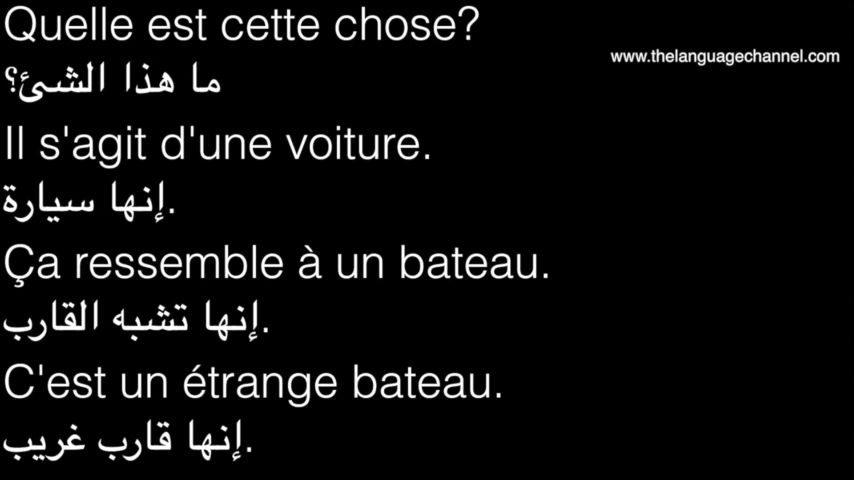 Quelle est cette chose?
www.thelanguagechannel.com
ما هذا الشئ؟
Il s'agit d'une voiture.
إنها سيارة.
Ça ressemble à un bateau.
إنها تشبه القارب.
C'est un étrange bateau.
إنها قارب غريب.